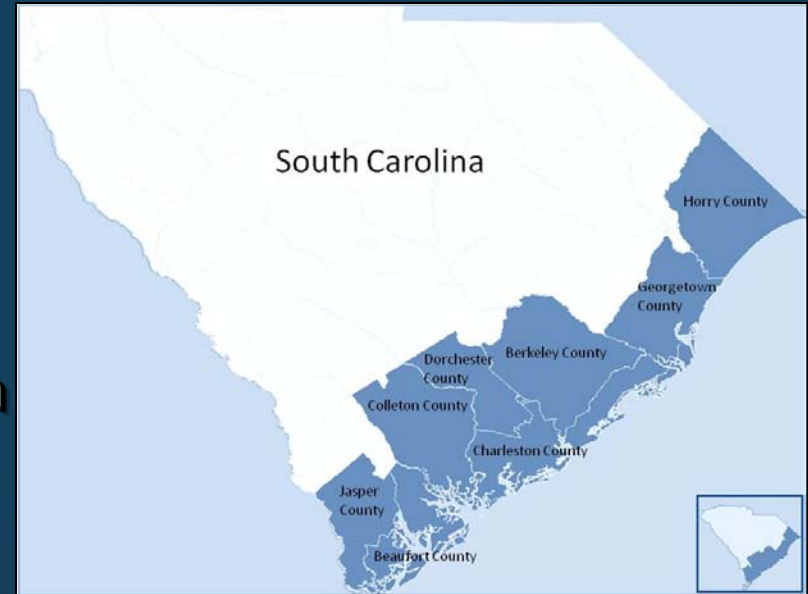 South Carolina
Horry County
Georgetown
County
Berkeley County
Dorchester
County
Colleton County
Charleston County
Jasper
County
Beaufort County